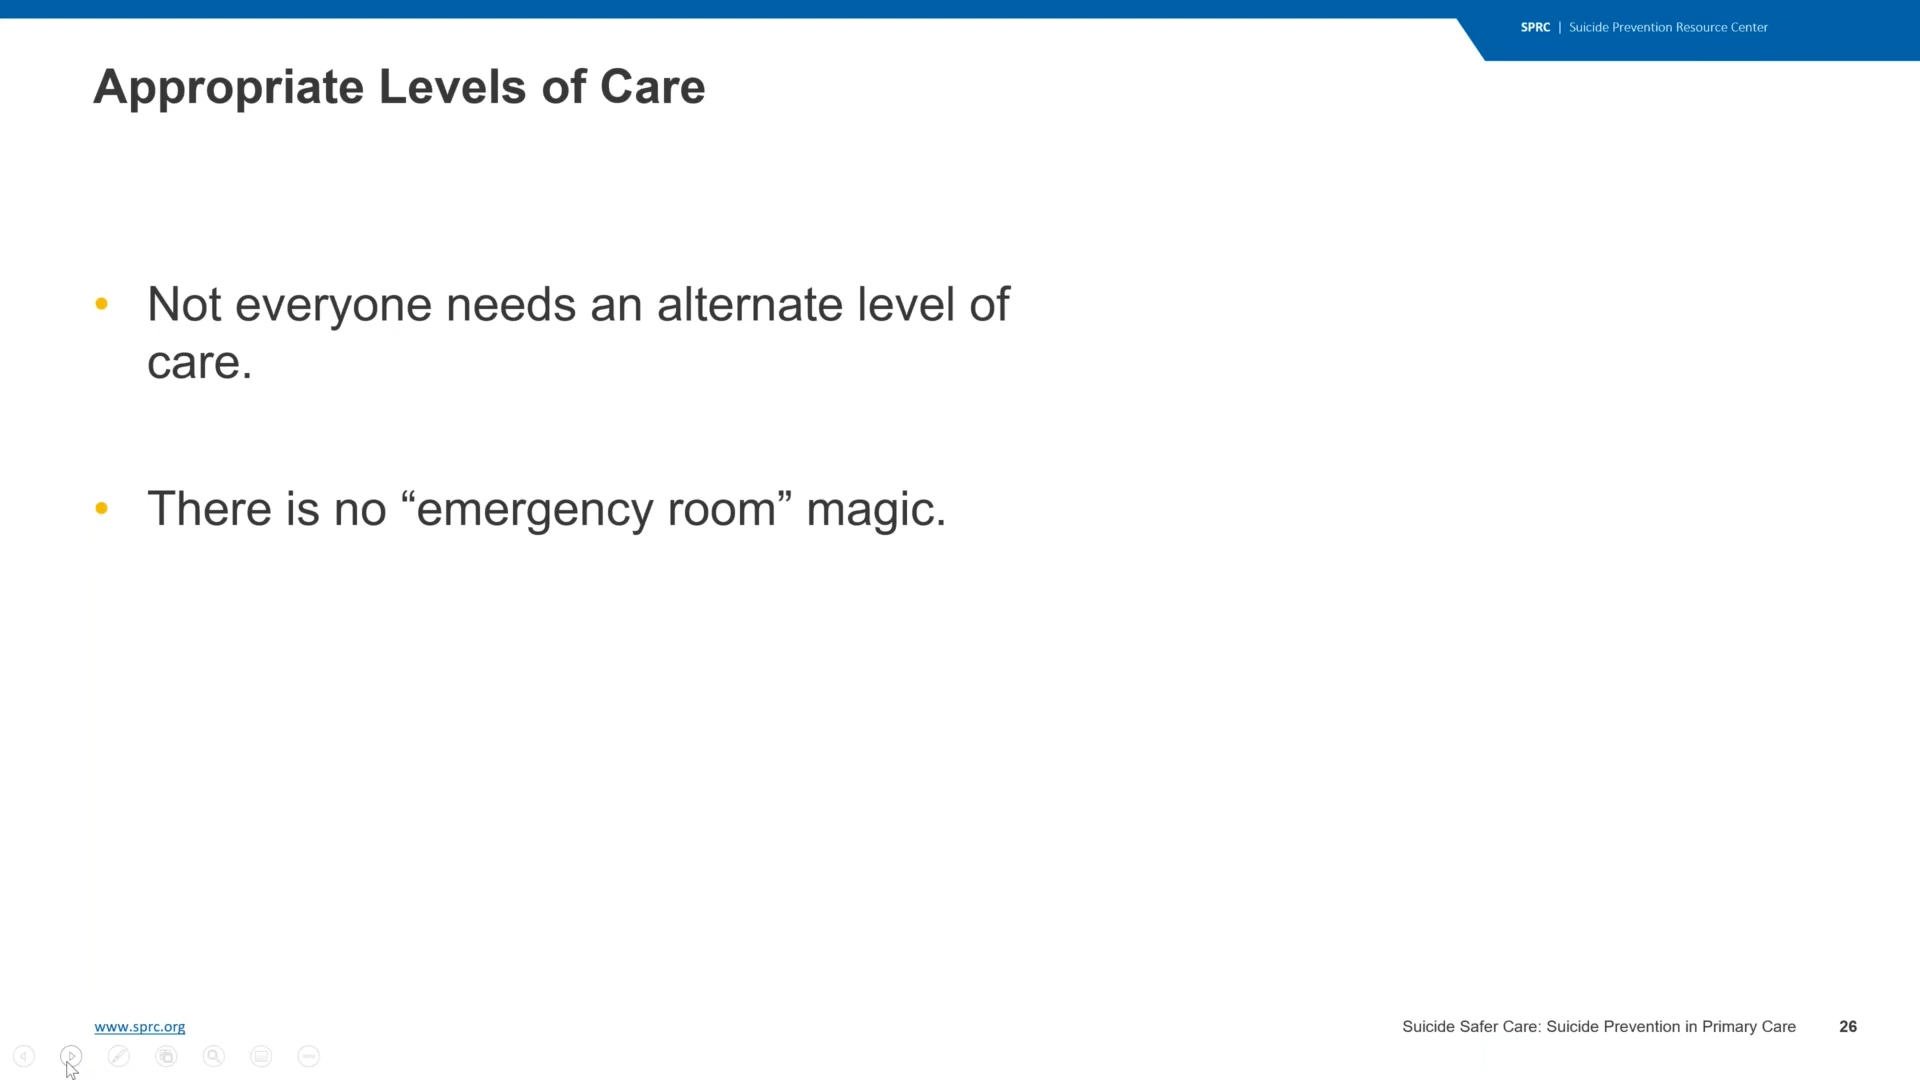 SPRC | Suicide Prevention Resource Center
Appropriate Levels of Care
• Not everyone needs an alternate level of
care.
• There is no “emergency room” magic.
www.sprc.org
Suicide Safer Care: Suicide Prevention in Primary Care 26